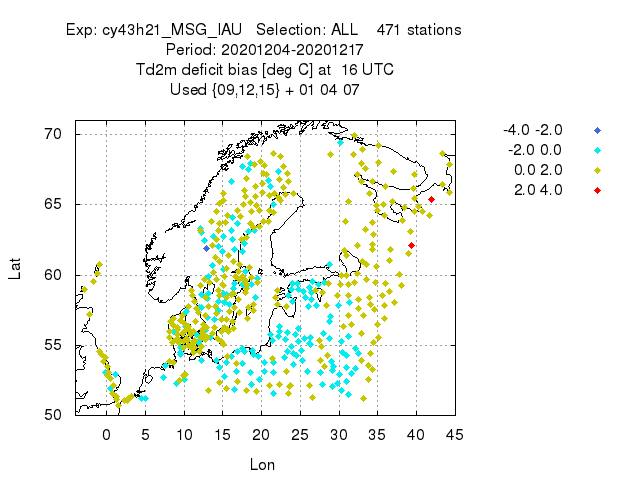 Exp: cy43h21_MSG_IAU   Selection: ALL    471 stations
Period: 20201204-20201217
Td2m deficit bias [deg C] at  16 UTC
Used {09,12,15} + 01 04 07
-4.0 -2.0
-2.0 0.0
0.0 2.0
2.0 4.0
70
65
60
55
50
Lat
0 5 10 15 20 25 30 35 40 45
Lon